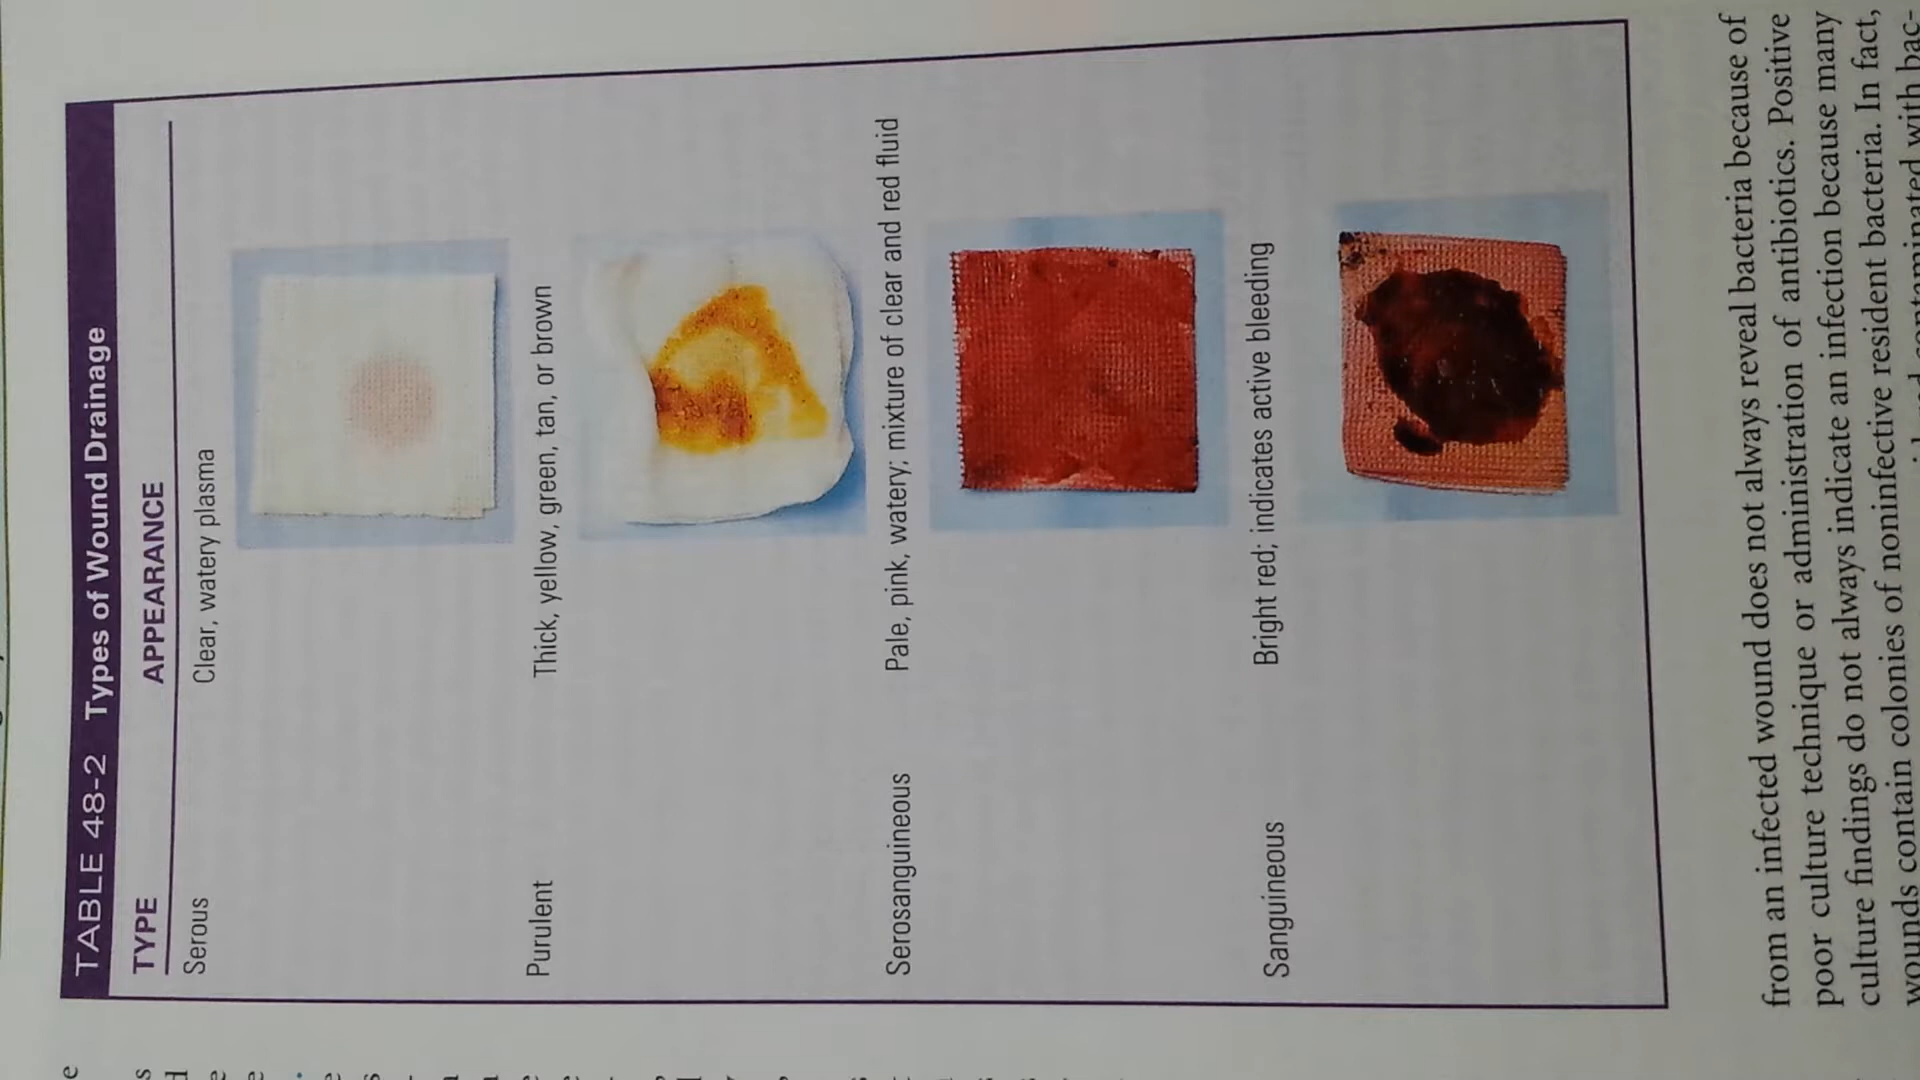 TABLE 48-2 Types of Wound Drainage
TYPE APPEARANCE
Serous Clear, watery plasma
Purulent Thick, yellow, green, tan, or brown
Serosanguineous Pale, pink, watery; mixture of clear and red fluid
Sanguineous Bright red; indicates active bleeding
from an infected wound does not always reveal bacteria because of
poor culture technique or administration of antibiotics. Positive
culture findings do not always indicate an infection because many
wounds contain colonies of noninfective resident bacteria. In fact,
contaminated with bac-